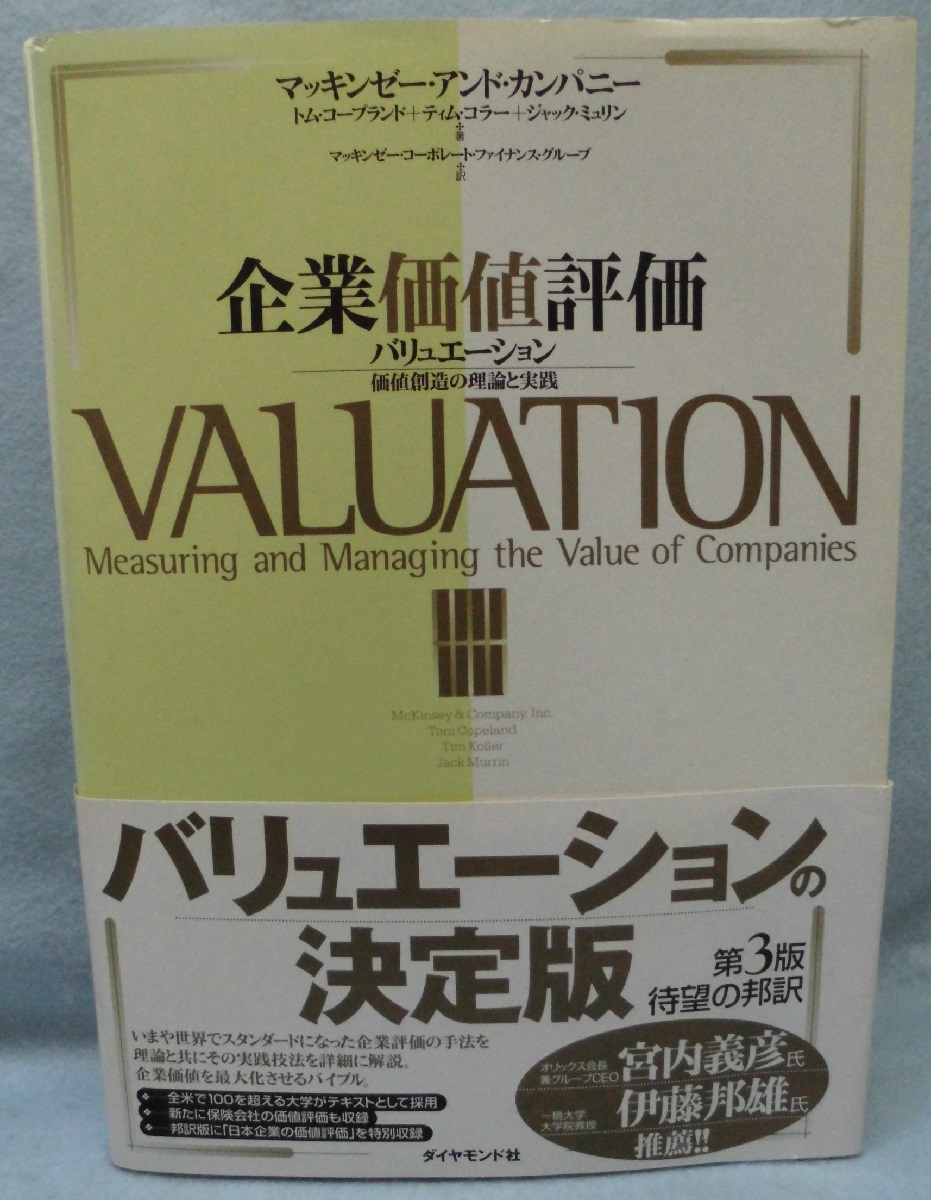 マッキンゼー・アンド・カンパニー
トム・コープランド+ティム・コラー+ジャック・ミュリン
著
マッキンゼー・コーポレート・ファイナンス・グループ
訳
企業価値評価
バリュエーション
価値創造の理論と実践
VALUATION
Measuring and Managing the Value of Companies
McKinsey & Company, Inc.
Tom Copeland
Tim Koller
Jack Murrin
バリュエーションの
決定版
第3版
待望の邦訳
いまや世界でスタンダードになった企業評価の手法を
理論と共にその実践技法を詳細に解説。
企業価値を最大化させるバイブル。
全米で100を超える大学がテキストとして採用
新たに保険会社の価値評価も収録
邦訳版に「日本企業の価値評価」を特別収録
オリックス会長
兼グループCEO
宮内義彦氏
一橋大学
大学院教授
伊藤邦雄氏
推薦!!
ダイヤモンド社